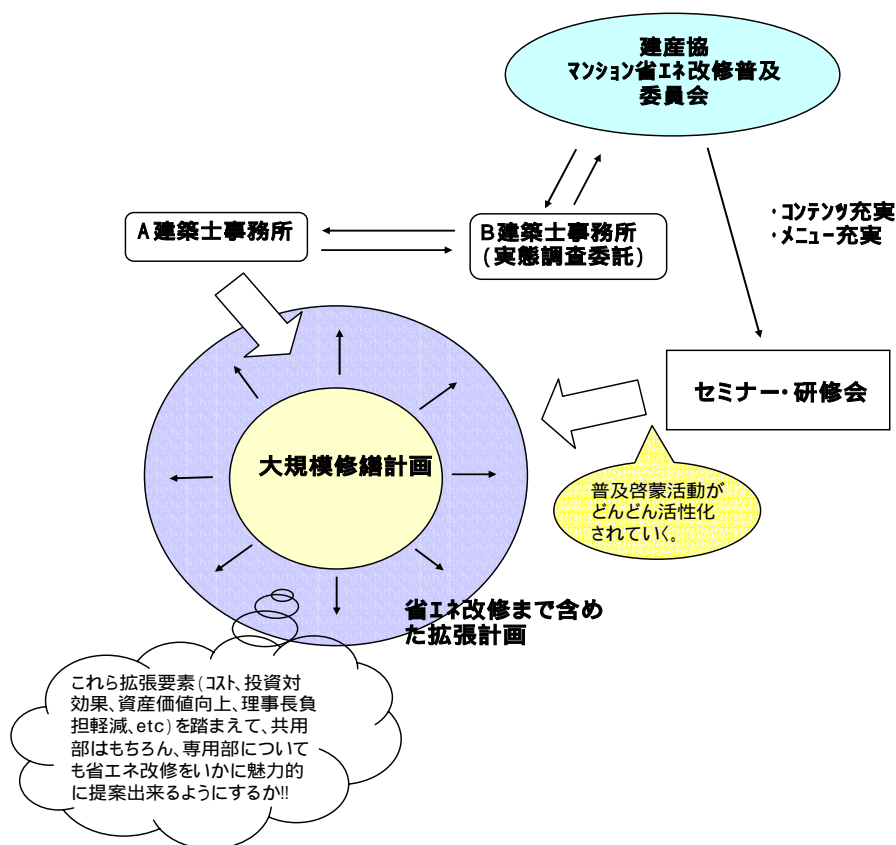 建産協
マンション省エネ改修普及
委員会
A建築士事務所
B建築士事務所
(実態調査委託)
・コンテンツ充実
・メニュー充実
セミナー・研修会
大規模修繕計画
普及啓蒙活動が
どんどん活性化
されていく。
省エネ改修まで含め
た拡張計画
これら拡張要素(コスト、投資対
効果、資産価値向上、理事長負
担軽減、etc)を踏まえて、共用
部はもちろん、専用部について
も省エネ改修をいかに魅力的
に提案出来るようにするか!!